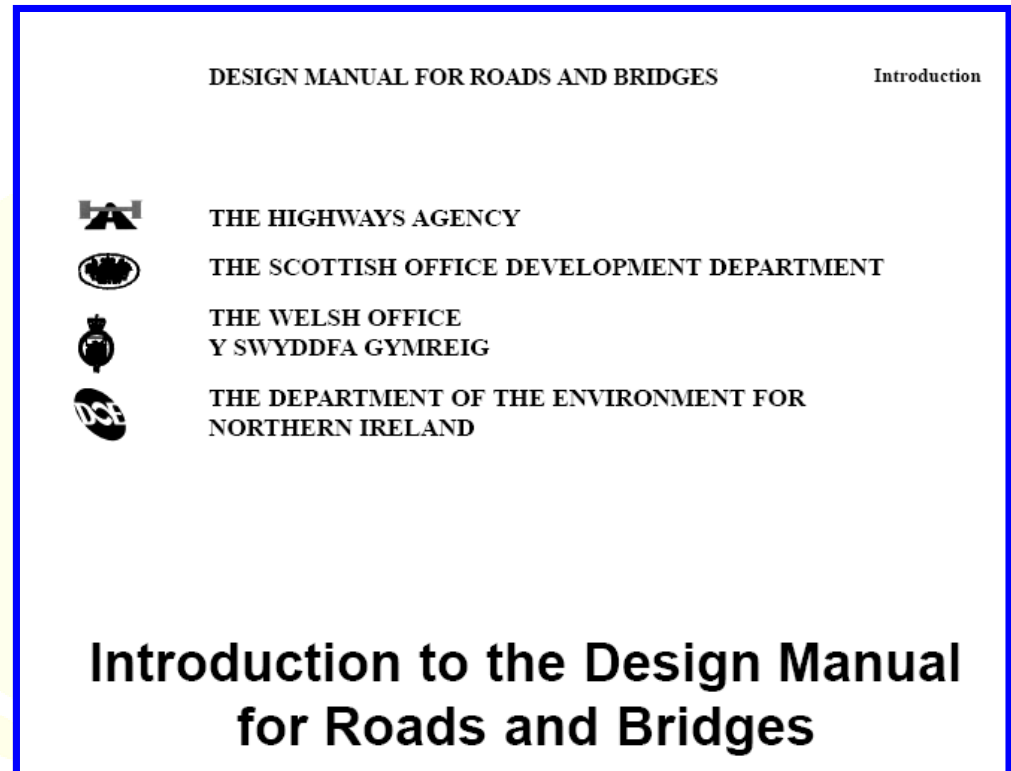 DESIGN MANUAL FOR ROADS AND BRIDGES Introduction
THE HIGHWAYS AGENCY
THE SCOTTISH OFFICE DEVELOPMENT DEPARTMENT
THE WELSH OFFICE
Y SWYDDFA GYMREIG
DOE
THE DEPARTMENT OF THE ENVIRONMENT FOR
NORTHERN IRELAND
Introduction to the Design Manual
for Roads and Bridges